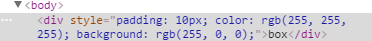 ▼<body>
... <div style="padding: 10px; color: rgb(255, 255,
255); background: rgb(255, 0, 0);">box</div>